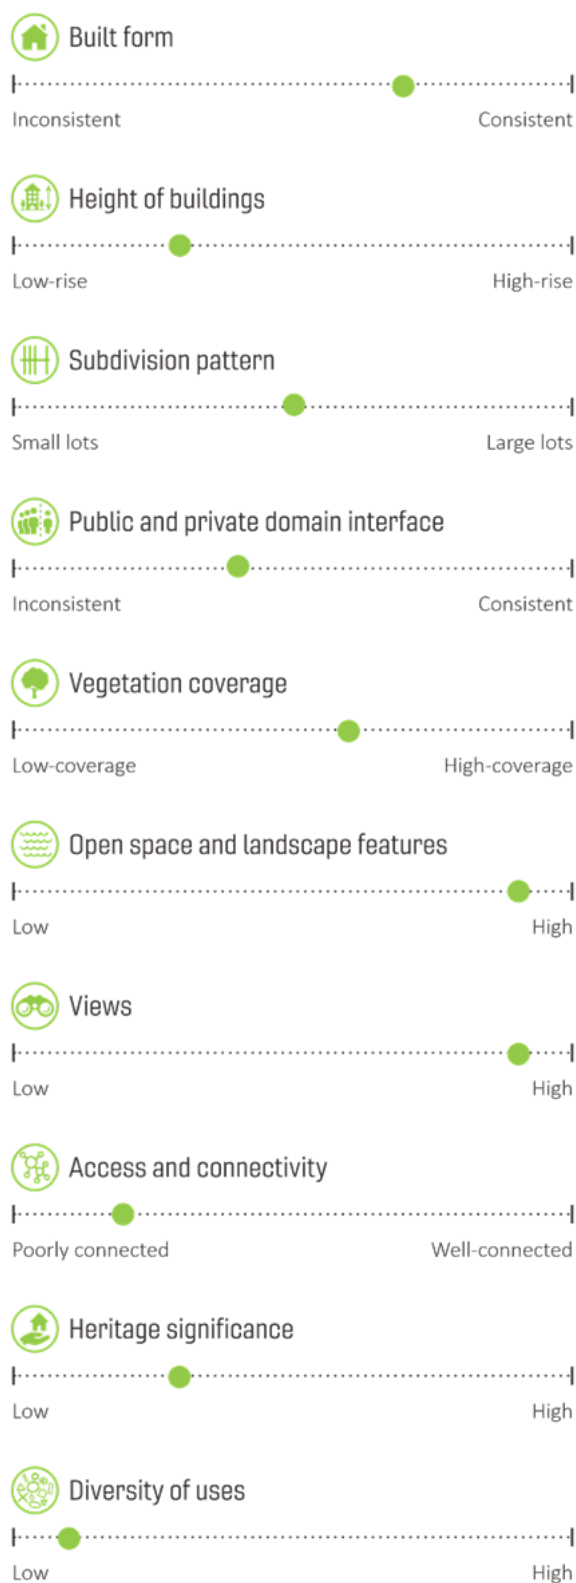 Built form
Inconsistent Consistent
Height of buildings
Low-rise High-rise
Subdivision pattern
Small lots Large lots
Public and private domain interface
Inconsistent Consistent
Vegetation coverage
Low-coverage High-coverage
Open space and landscape features
Low High
Views
Low High
Access and connectivity
Poorly connected Well-connected
Heritage significance
Low High
Diversity of uses
Low High